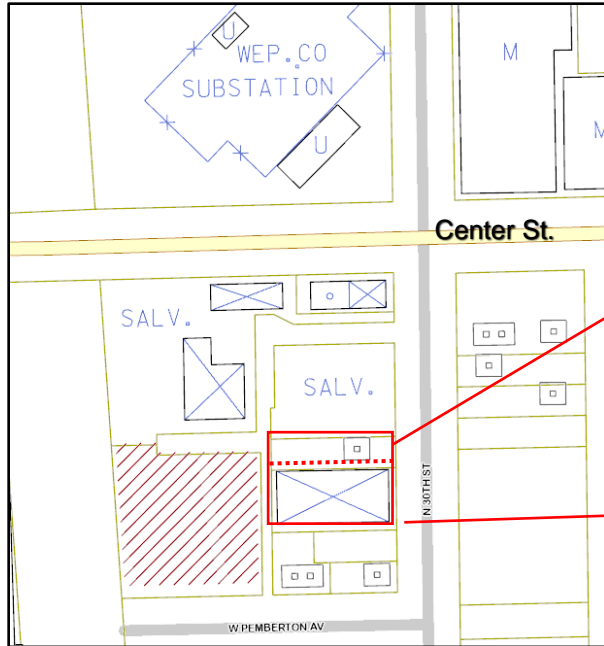 U
WEP. CO
SUBSTATION
U
M
M
Center St.
SALV.
SALV.
N 30TH ST
W PEMBERTON AV